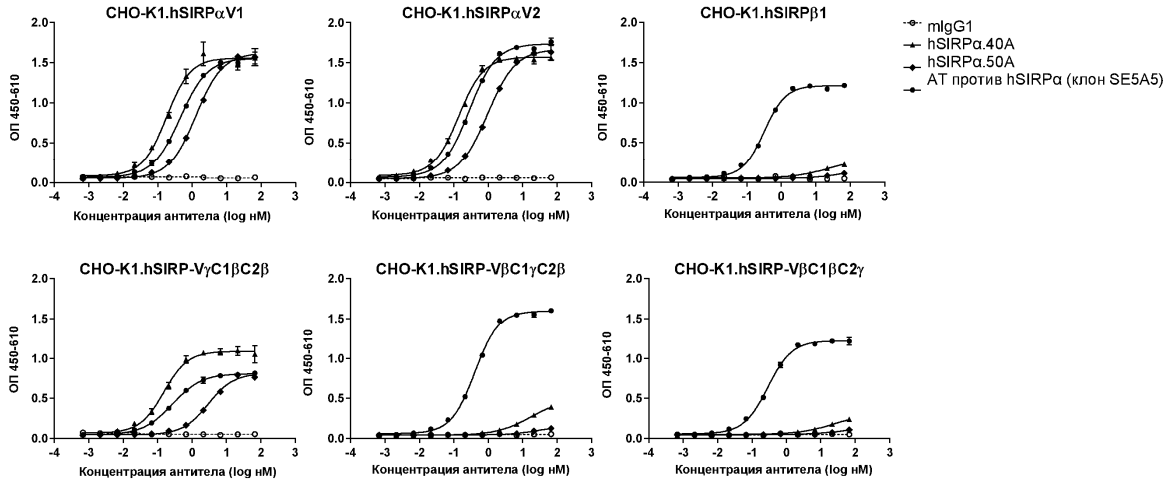 CHO-K1.hSIRPαV1
CHO-K1.hSIRPαV2
CHO-K1.hSIRPβ1
mIgG1
hSIRPα.40A
hSIRPα.50A
АТ против hSIRPα (клон SE5A5)
ОП 450-610
2.0
1.5
1.0
0.5
0.0
-4 -3 -2 -1 0 1 2 3
Концентрация антитела (log нМ)
ОП 450-610
2.0
1.5
1.0
0.5
0.0
-4 -3 -2 -1 0 1 2 3
Концентрация антитела (log нМ)
ОП 450-610
2.0
1.5
1.0
0.5
0.0
-4 -3 -2 -1 0 1 2 3
Концентрация антитела (log нМ)
CHO-K1.hSIRP-VγC1βC2β
CHO-K1.hSIRP-VβC1γC2β
CHO-K1.hSIRP-VβC1βC2γ
ОП 450-610
2.0
1.5
1.0
0.5
0.0
-4 -3 -2 -1 0 1 2 3
Концентрация антитела (log нМ)
ОП 450-610
2.0
1.5
1.0
0.5
0.0
-4 -3 -2 -1 0 1 2 3
Концентрация антитела (log нМ)
ОП 450-610
2.0
1.5
1.0
0.5
0.0
-4 -3 -2 -1 0 1 2 3
Концентрация антитела (log нМ)